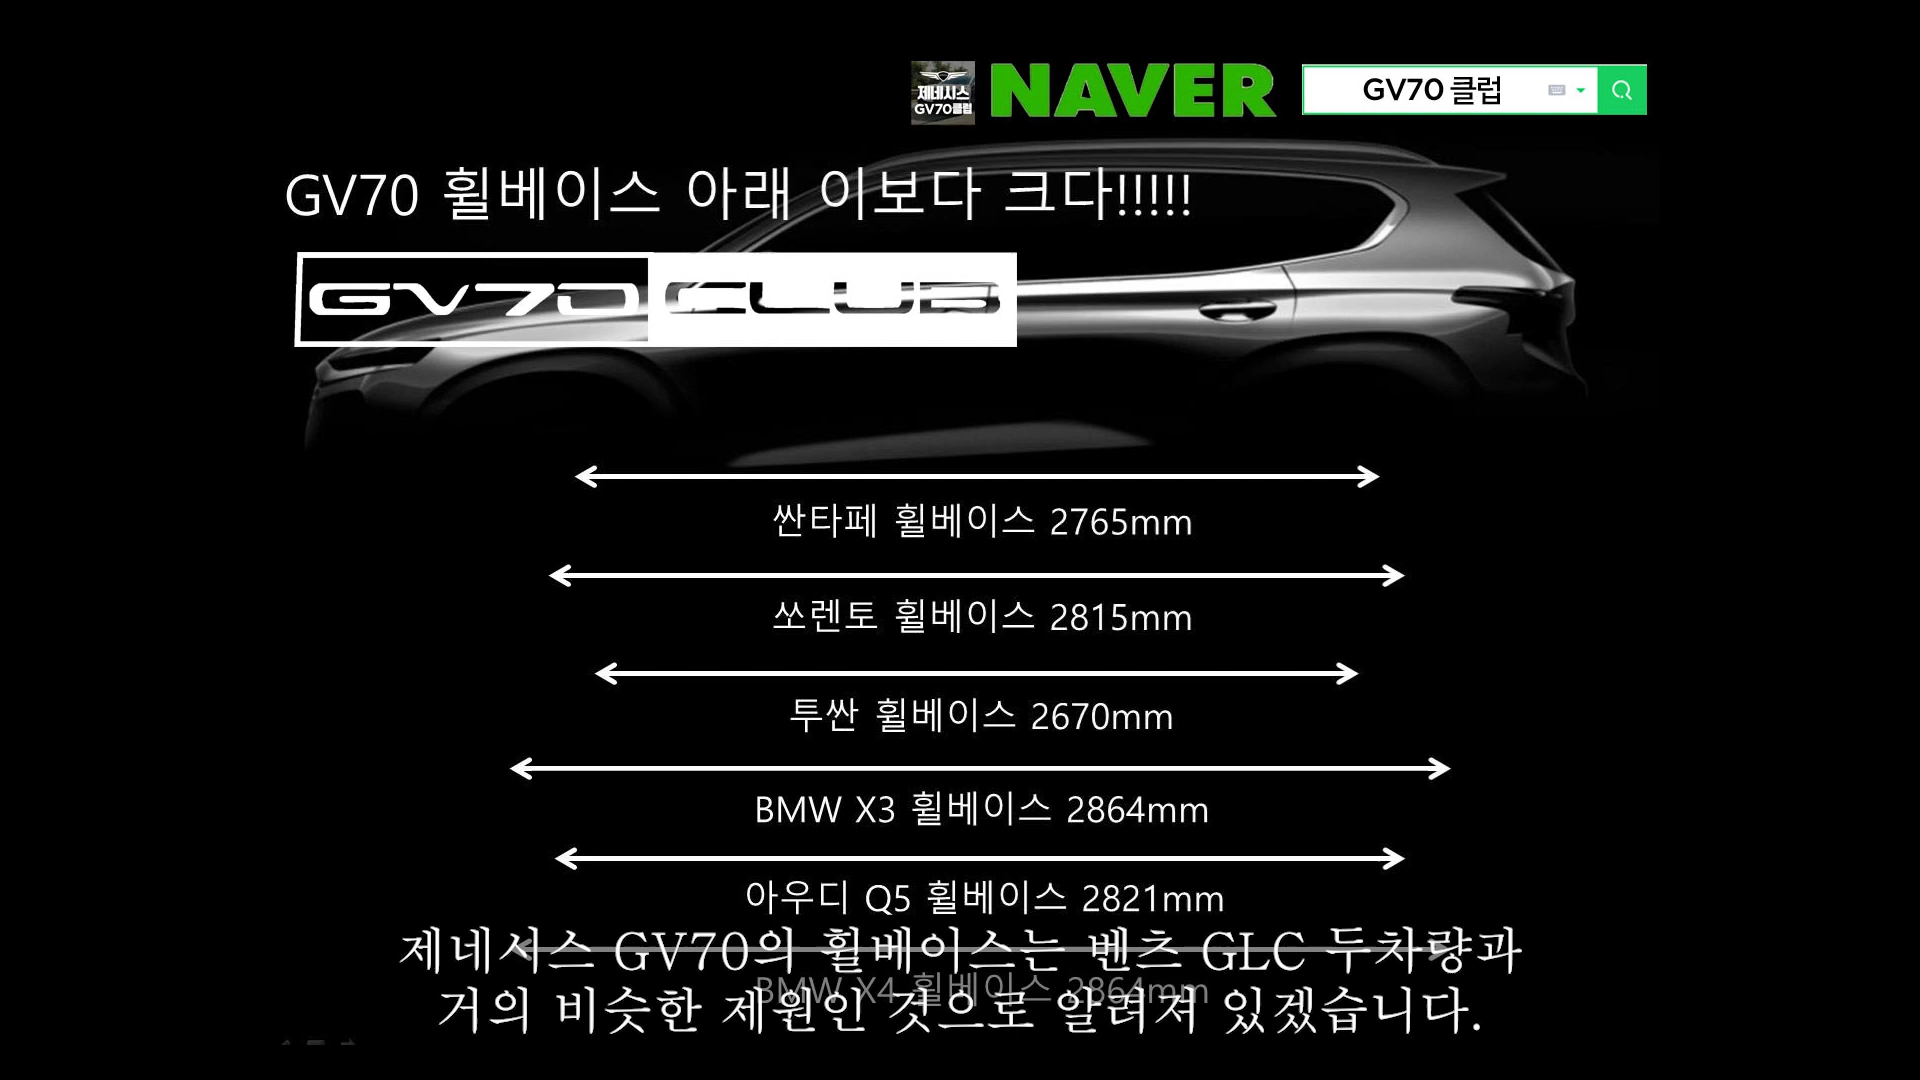 제네시스
GV70클럽
NAVER
GV70 클럽
GV70 휠베이스 아래 이보다 크다!!!!!
GV70 CLUB
싼타페 휠베이스 2765mm
쏘렌토 휠베이스 2815mm
투싼 휠베이스 2670mm
BMW X3 휠베이스 2864mm
아우디 Q5 휠베이스 2821mm
제네시스 GV70의 휠베이스는 벤츠 GLC 두차량과
BMW X4 휠베이스 2864mm
거의 비슷한 제원인 것으로 알려져 있겠습니다.